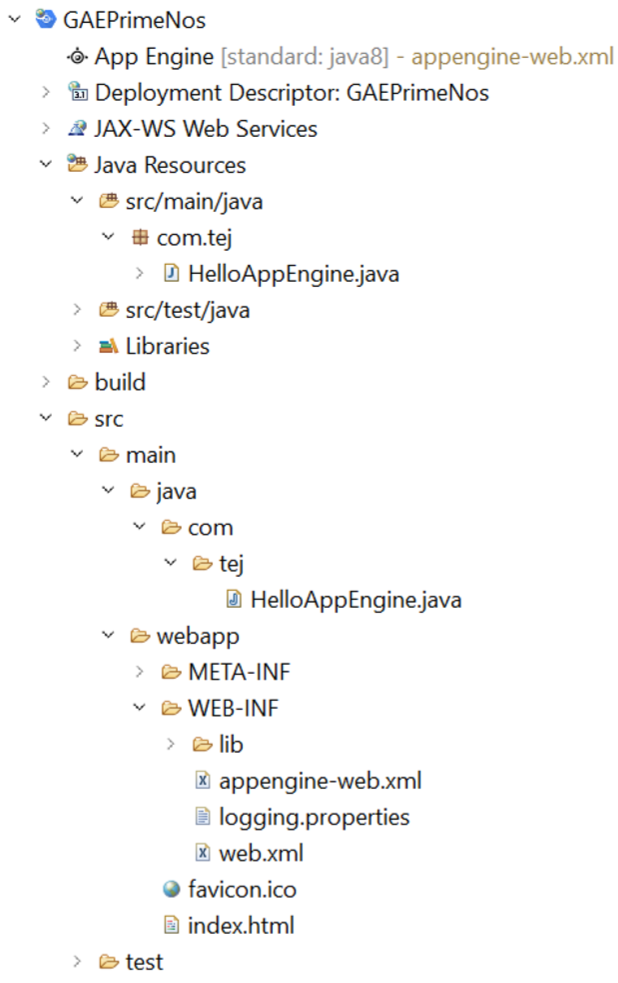 GAEPrimeNos
App Engine [standard: java8] - appengine-web.xml
Deployment Descriptor: GAEPrimeNos
JAX-WS Web Services
Java Resources
src/main/java
com.tej
HelloAppEngine.java
src/test/java
Libraries
build
src
main
java
com
tej
HelloAppEngine.java
webapp
META-INF
WEB-INF
lib
appengine-web.xml
logging.properties
web.xml
favicon.ico
index.html
test